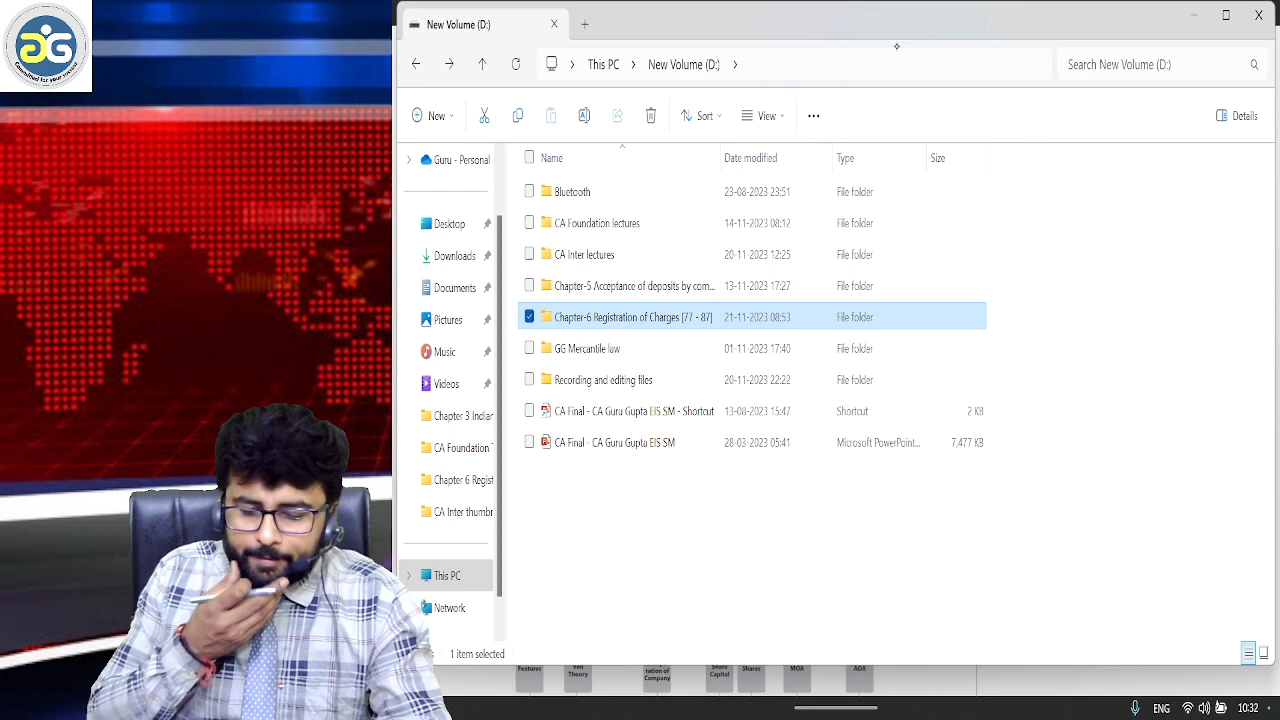 GG
New Volume (D:)
This PC
New Volume (D:)
Search New Volume (D:)
New
Sort
View
Name
Date modified
Type
Size
Guru - Personal
Desktop
Downloads
Documents
Music
Videos
Chapter 3 Indian
CA Foundation
Chapter 6 Regist
CA Inter thumbn
This PC
Network
Bluetooth 23-08-2023 23:51 File folder
CA Foundation lectures 14-11-2023 08:12 File folder
CA Inter lectures 20-11-2023 12:25 File folder
Chapter-5 Acceptance of deposits by com... 13-11-2023 17:27 File folder
Chapter-6 Registration of Charges [77 - 87] 21-11-2023 08:53 File folder
GG Mercantile law 01-11-2023 17:40 File folder
Recording and editing files 20-11-2023 22:22 File folder
CA Final - CA Guru Gupta EIS SM - Shortcut 13-08-2023 15:47 Shortcut 2 KB
CA Final - CA Guru Gupta EIS SM 28-03-2023 05:41 Microsoft PowerPoint... 7,477 KB
1 item selected
Features
Veil
Theory
ration of
Company
Share
Capital
Shares
MOA
AOA
ENG
10:32